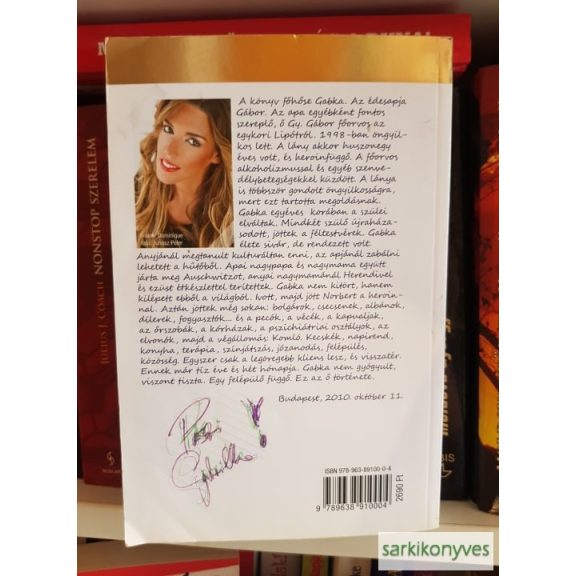 A könyv főhőse Gabka. Az édesapja
Gábor. Az apa egyébként fontos
szereplő, ő Gy. Gábor főorvos az
egykori Lipótról. 1998-ban öngyil-
kos lett. A lány akkor huszonegy
éves volt, és heroinfüggő. A főorvos
alkoholizmussal és egyéb szenve-
délybetegségekkel küzdött. A lánya
is többször gondolt öngyilkosságra,
mert ezt tartotta megoldásnak.
Gabka egyéves korában a szülei
elváltak. Mindkét szülő újraháza-
sodott, jöttek a féltestvérek. Gabka
élete sivár, de rendezett volt.
Anyjánál megtanult kulturáltan enni, az apjánál zabálni
lehetett a hűtőből. Apai nagypapa és nagymama együtt
járta meg Auschwitzot, anyai nagymamánál Herendivel
és ezüst étkészlettel terítettek. Gabka nem kitört, hanem
kilépett ebből a világból. Ivott, majd jött Norbert a heroin-
nal. Aztán jöttek még sokan: bolgárok, csecsenek, albánok,
dílerek, fogyasztók... és a pecók, a vécék, a kapualjak,
az őrszobák, a kórházak, a pszichiátriai osztályok, az
elvonók, majd a végállomás: Komló. Kecskék, napirend,
konyha, terápia, színjátszás, józanodás, felépülés,
közösség. Egyszer csak a legöregebb kliens lesz, és visszatér.
Ennek már tíz éve és hét hónapja. Gabka nem gyógyult,
viszont tiszta. Egy felépülő függő. Ez az ő története.
Budapest, 2010. október 11.
ISBN 978-963-89100-0-4
9 789638 910004
2690 Ft
NONSTOP SZERELEM
JULIUS J. COACH
sarkikonyves